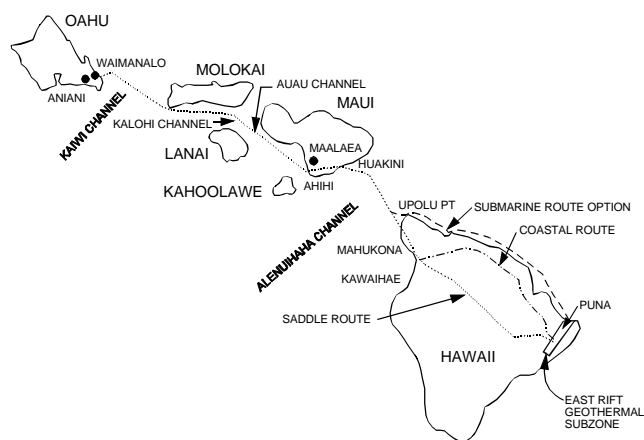 OAHU
WAIMANALO
ANIANI
KAIWI CHANNEL
MOLOKAI
AUAU CHANNEL
KALOHI CHANNEL
MAUI
LANAI
MAALAEA
HUAKINI
KAHOOLAWE
AHIHI
ALENUIHAHA CHANNEL
UPOLU PT
SUBMARINE ROUTE OPTION
COASTAL ROUTE
MAHUKONA
KAWAIHAE
PUNA
SADDLE ROUTE
HAWAII
EAST RIFT
GEOTHERMAL
SUBZONE